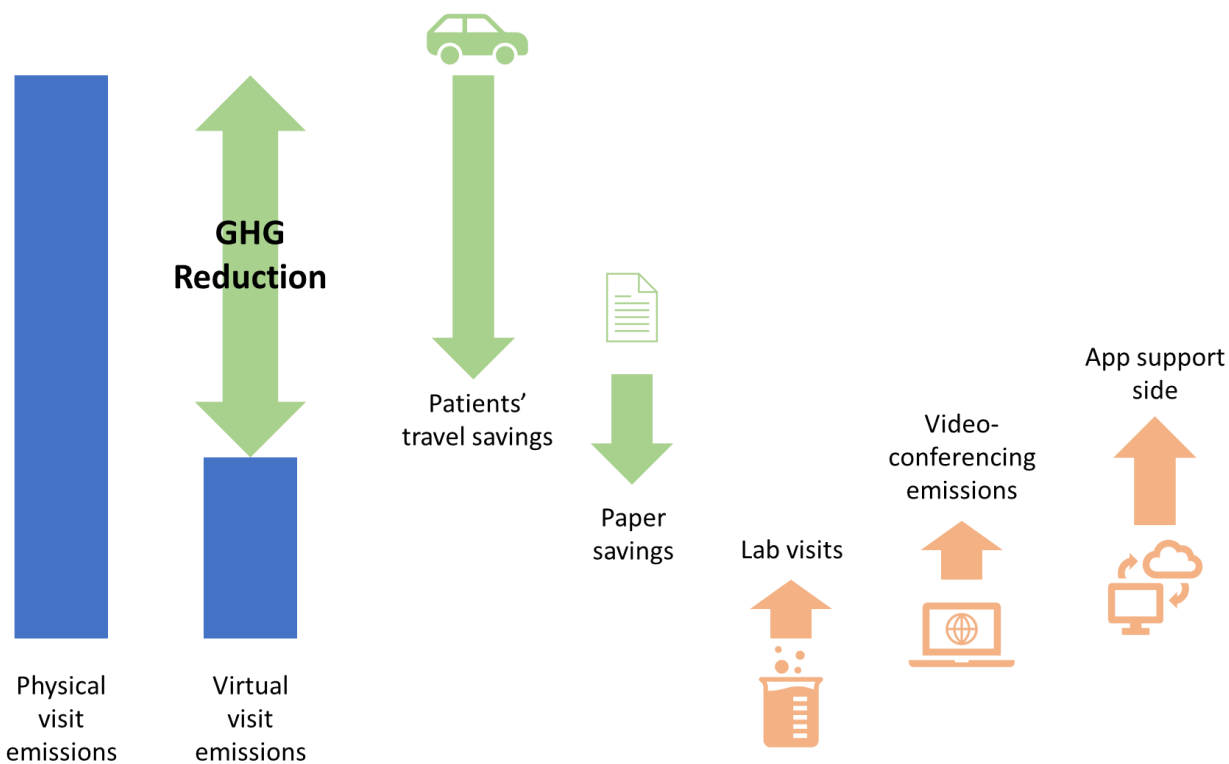 GHG
Reduction
Patients’
travel savings
Paper
savings
Lab visits
Video-
conferencing
emissions
App support
side
Physical
visit
emissions
Virtual
visit
emissions